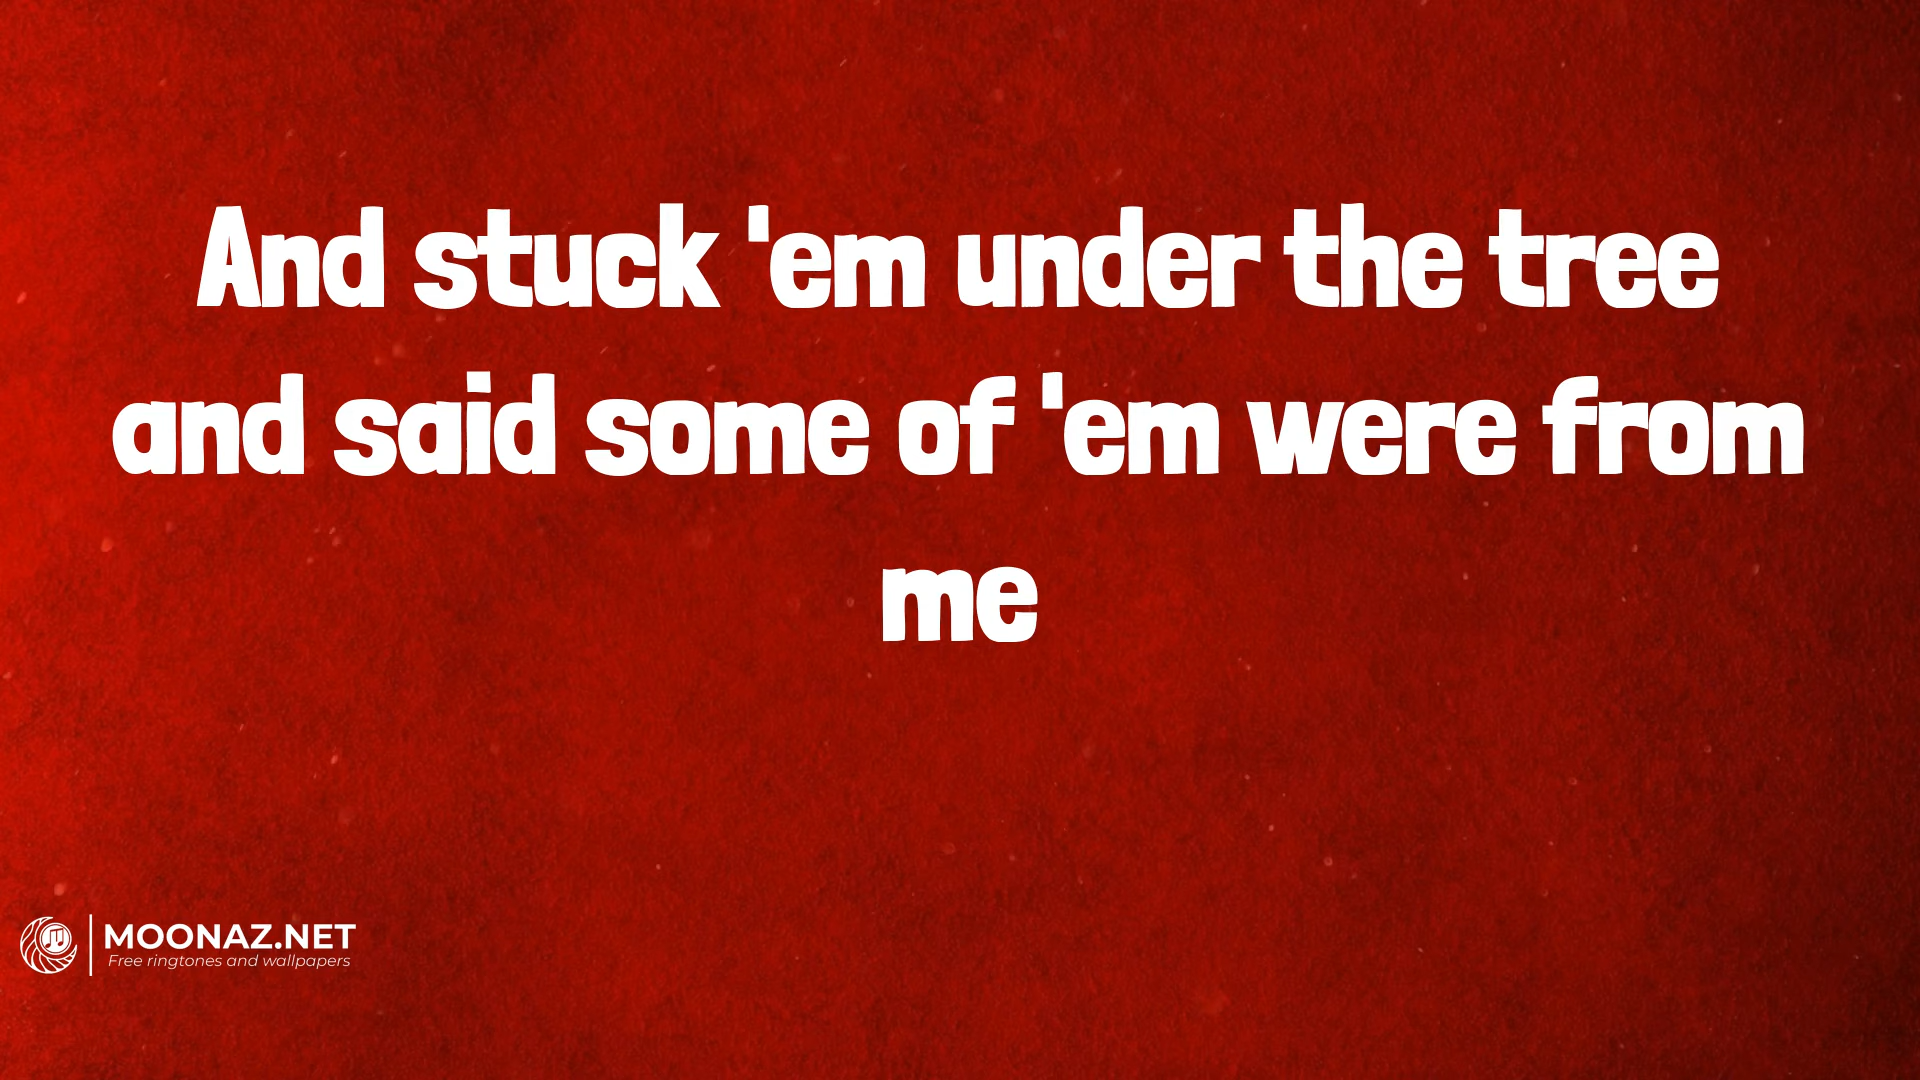 And stuck 'em under the tree
and said some of 'em were from
me
MOONAZ.NET
Free ringtones and wallpapers